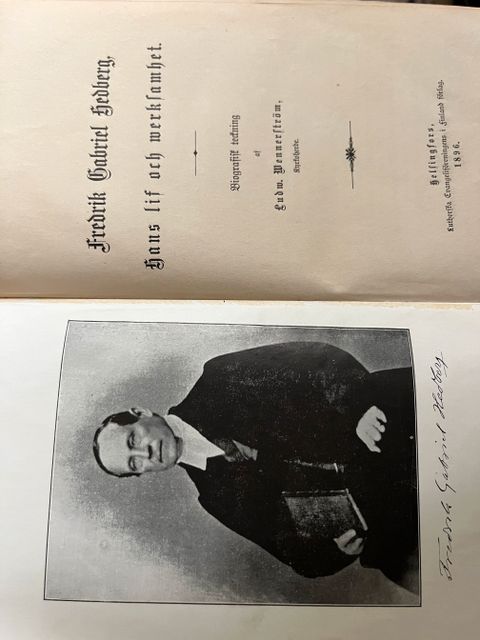 Fredrik Gabriel Hedberg
Fredrik Gabriel Hedberg,
Hans lif och werksamhet.
Biografisk teckning
af
Ludw. Wennerström,
Kyrkoherde.
Helsingfors,
Lutherska Evangeliföreningens i Finland förlag.
1896.